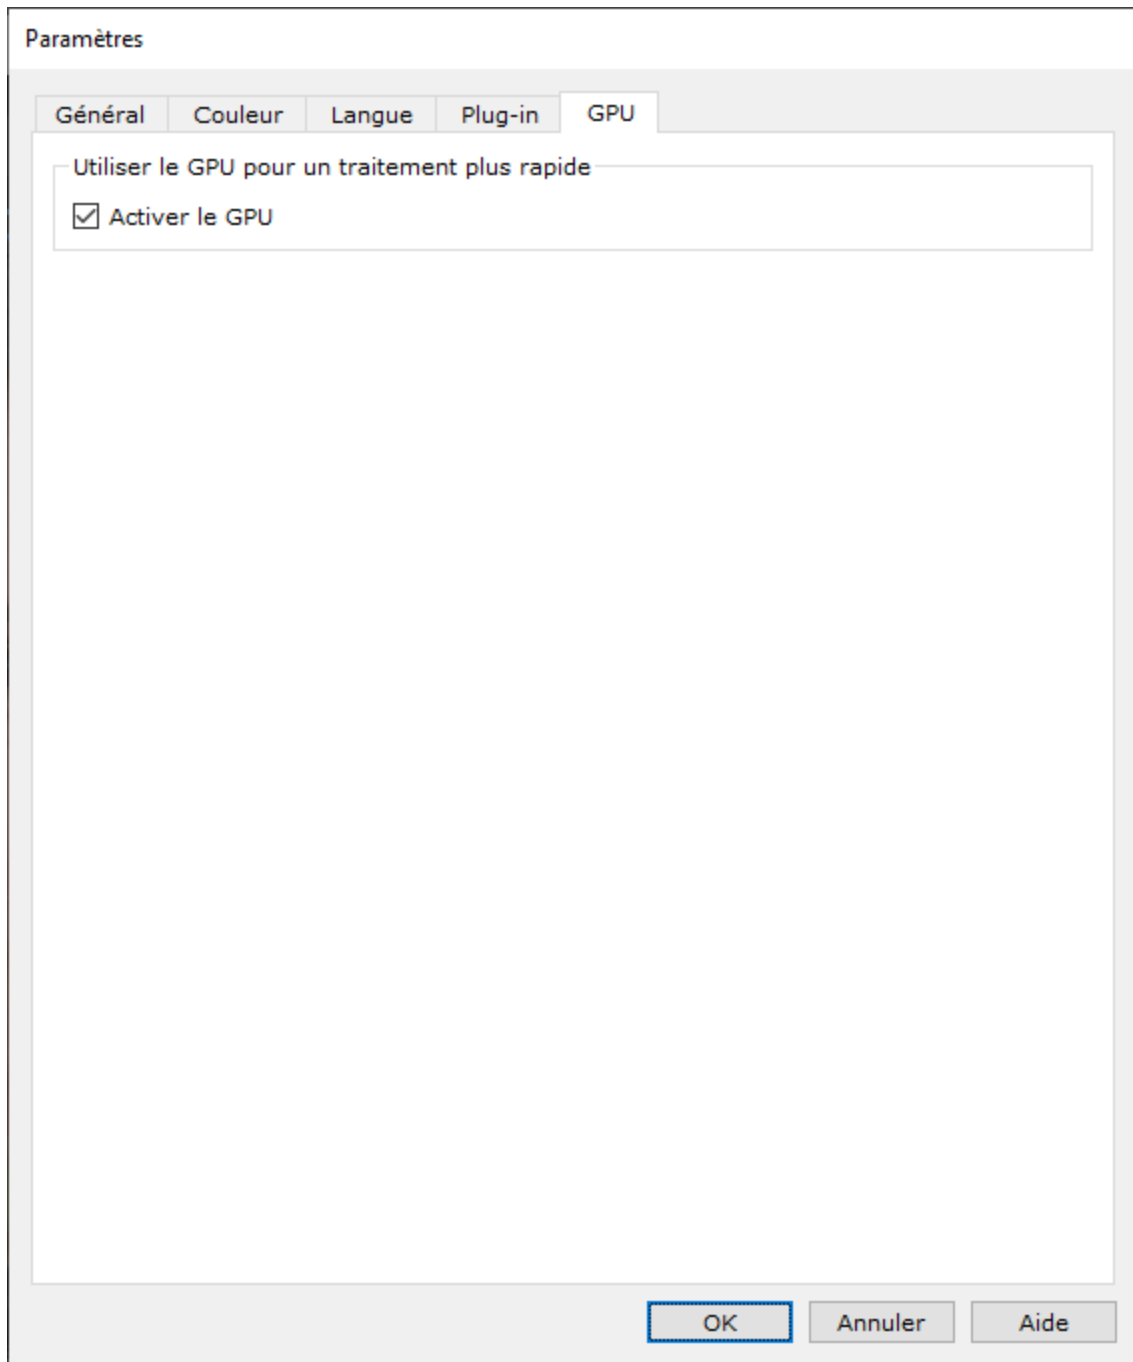 Paramètres
Général Couleur Langue Plug-in GPU
Utiliser le GPU pour un traitement plus rapide
Activer le GPU
OK Annuler Aide